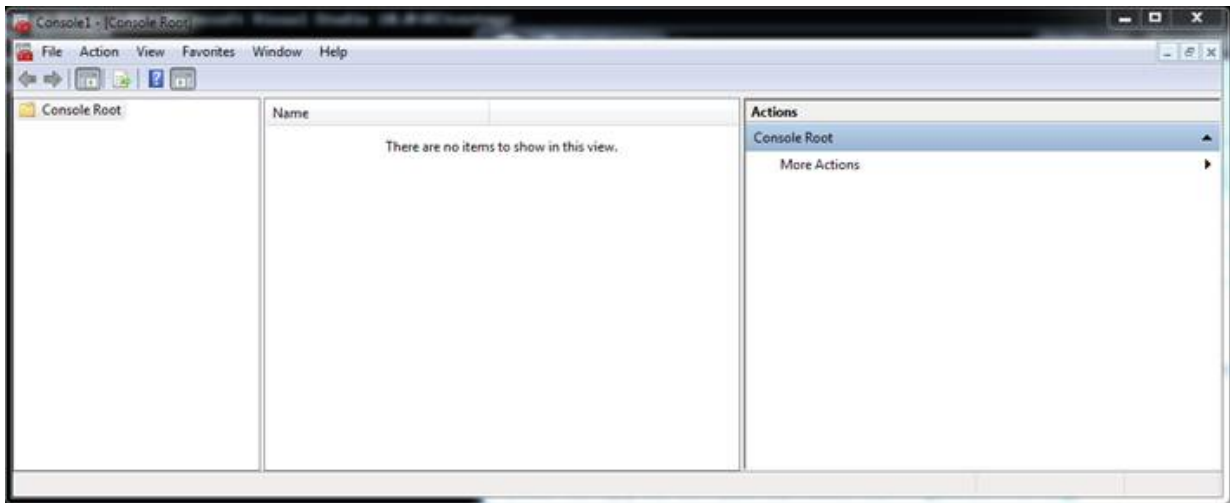 Console1 - [Console Root]
File Action View Favorites Window Help
Console Root
Name
There are no items to show in this view.
Actions
Console Root
More Actions